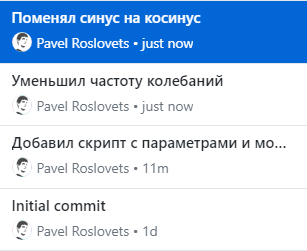 Поменял синус на косинус
Pavel Roslovets • just now
Уменьшил частоту колебаний
Pavel Roslovets • just now
Добавил скрипт с параметрами и мо...
Pavel Roslovets • 11m
Initial commit
Pavel Roslovets • 1d